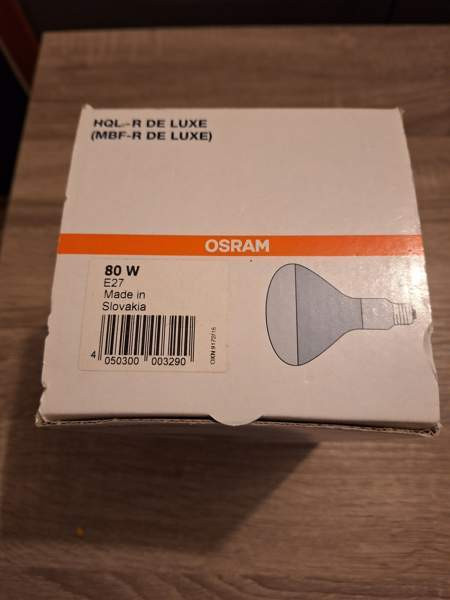 HQL-R DE LUXE
(MBF-R DE LUXE)
OSRAM
80 W
E27
Made in
Slovakia
4 050300 003290